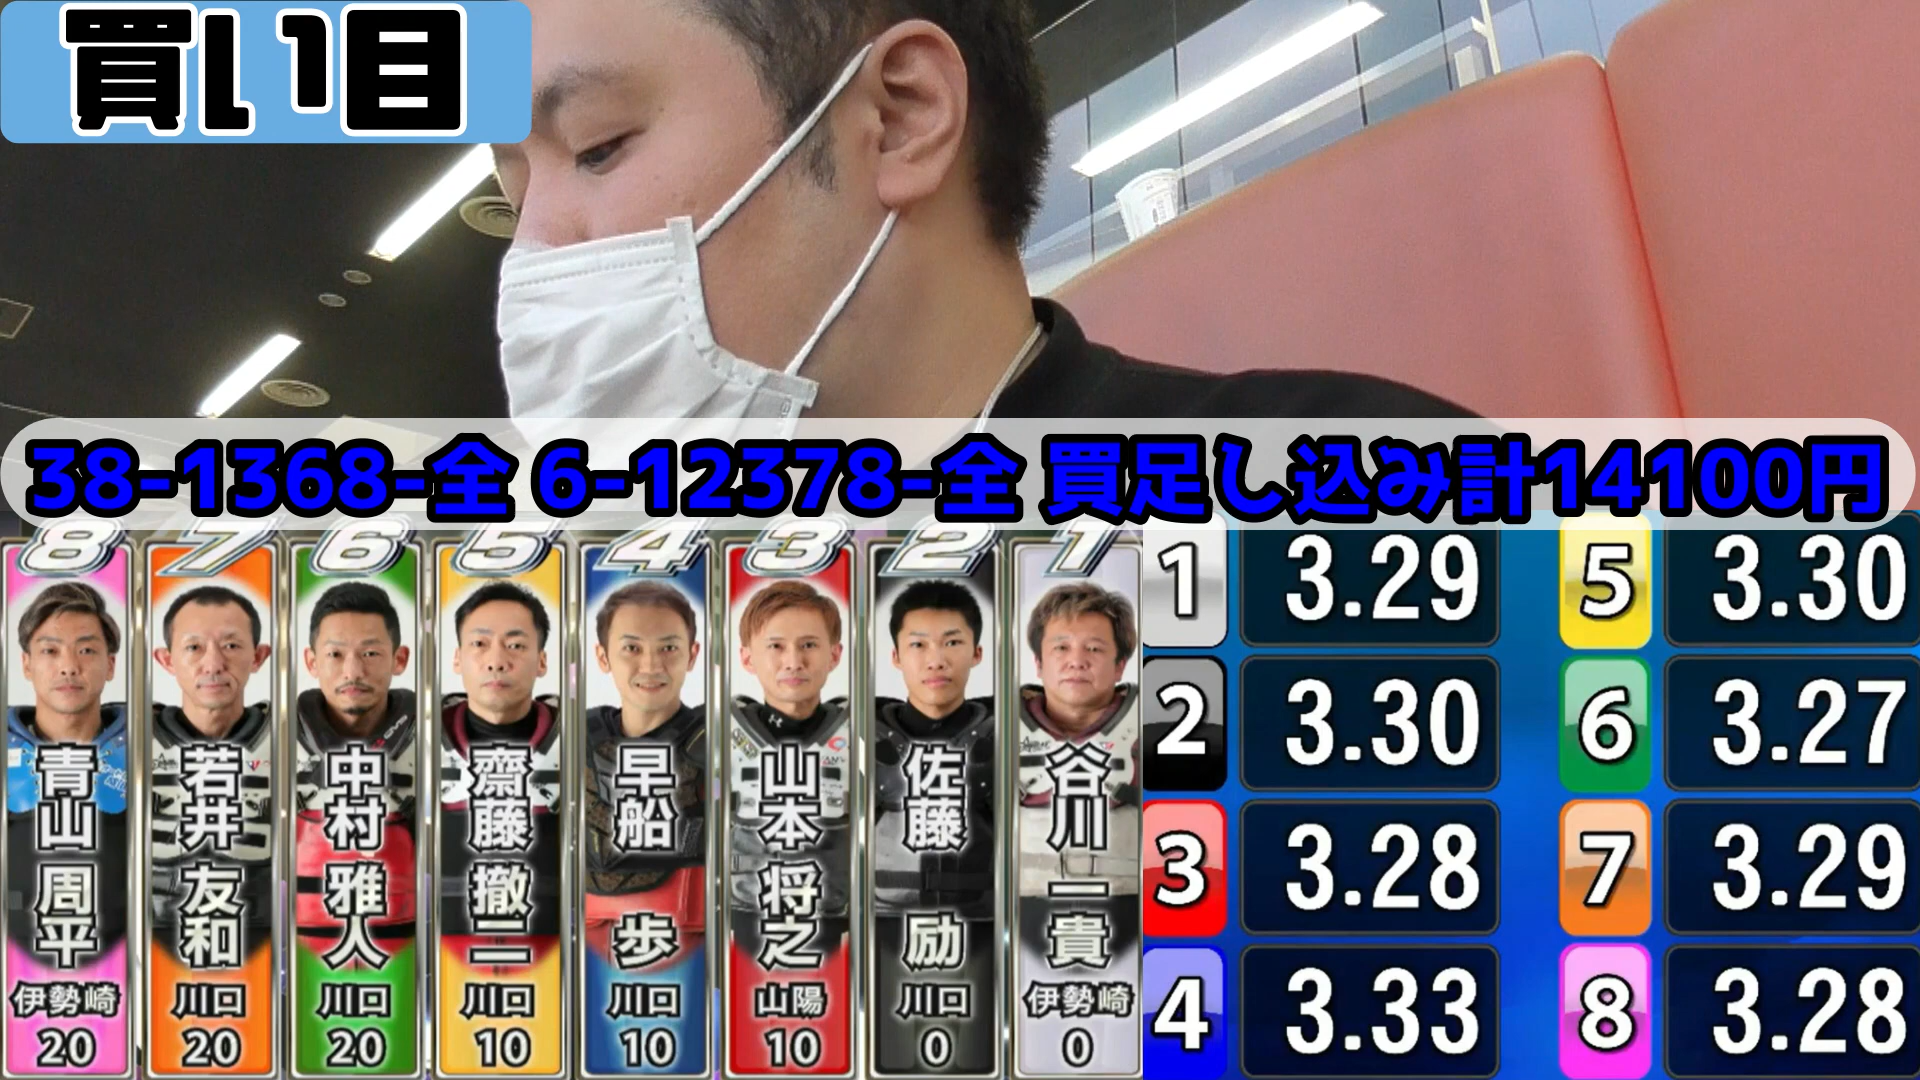 買い目
38-1368-全 6-12378-全 買足し込み計14100円
8 7 6 5 4 3 2 1
青山 周平
伊勢崎
20
若井 友和
川口
20
中村 雅人
川口
20
齋藤 撤二
川口
10
早船 歩
川口
10
山本 将之
山陽
10
佐藤 励
川口
0
谷川 一貴
伊勢崎
0
1 3.29 5 3.30
2 3.30 6 3.27
3 3.28 7 3.29
4 3.33 8 3.28